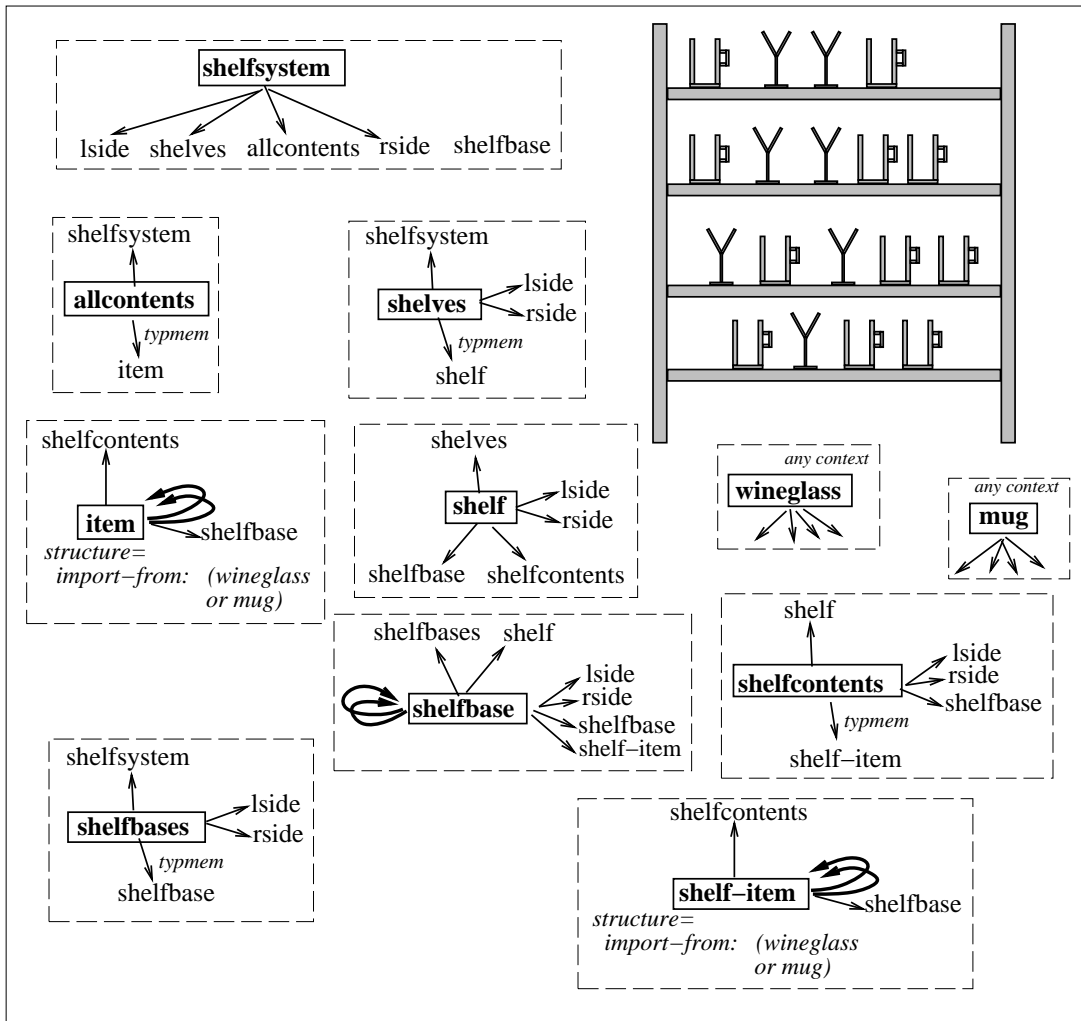 shelfsystem
lside shelves allcontents rside shelfbase
shelfsystem
allcontents
typmem
item
shelfsystem
shelves
lside
rside
typmem
shelf
shelfcontents
item
shelfbase
structure=
import−from: (wineglass
or mug)
shelves
shelf
lside
rside
shelfbase shelfcontents
any context
wineglass
any context
mug
shelfbases shelf
shelfbase
lside
rside
shelfbase
shelf−item
shelf
shelfcontents
lside
rside
shelfbase
typmem
shelf−item
shelfsystem
shelfbases
lside
rside
typmem
shelfbase
shelfcontents
shelf−item
shelfbase
structure=
import−from: (wineglass
or mug)